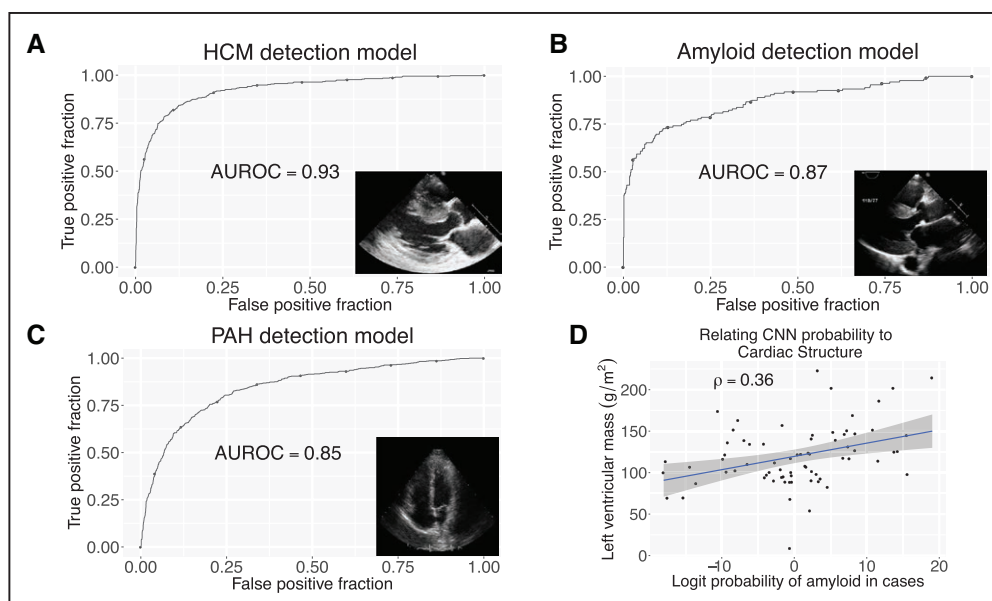 A
HCM detection model
True positive fraction
1.00
0.75
0.50
0.25
0.00
AUROC = 0.93
0.00 0.25 0.50 0.75 1.00
False positive fraction
B
Amyloid detection model
True positive fraction
1.00
0.75
0.50
0.25
0.00
AUROC = 0.87
0.00 0.25 0.50 0.75 1.00
False positive fraction
C
PAH detection model
True positive fraction
1.00
0.75
0.50
0.25
0.00
AUROC = 0.85
0.00 0.25 0.50 0.75 1.00
False positive fraction
D
Relating CNN probability to
Cardiac Structure
Left ventricular mass (g/m²)
200
150
100
50
0
ρ = 0.36
−10 0 10 20
Logit probability of amyloid in cases